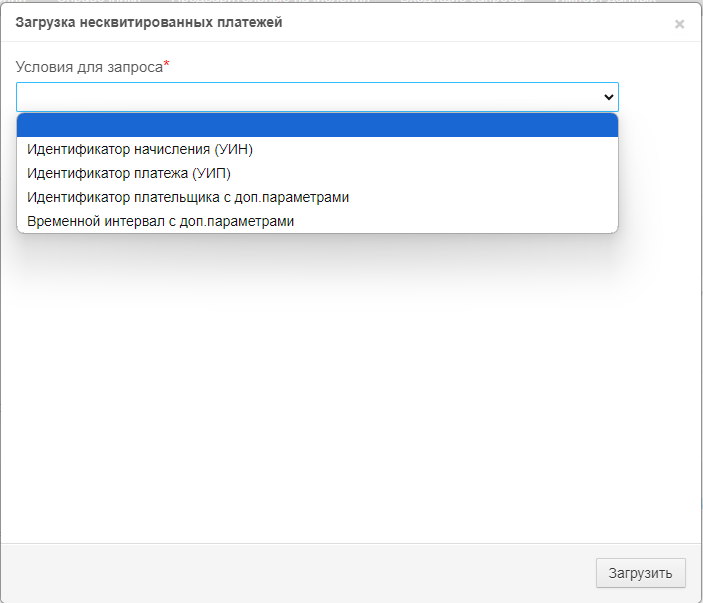 Загрузка несквитированных платежей
×
Условия для запроса*
Идентификатор начисления (УИН)
Идентификатор платежа (УИП)
Идентификатор плательщика с доп.параметрами
Временной интервал с доп.параметрами
Загрузить